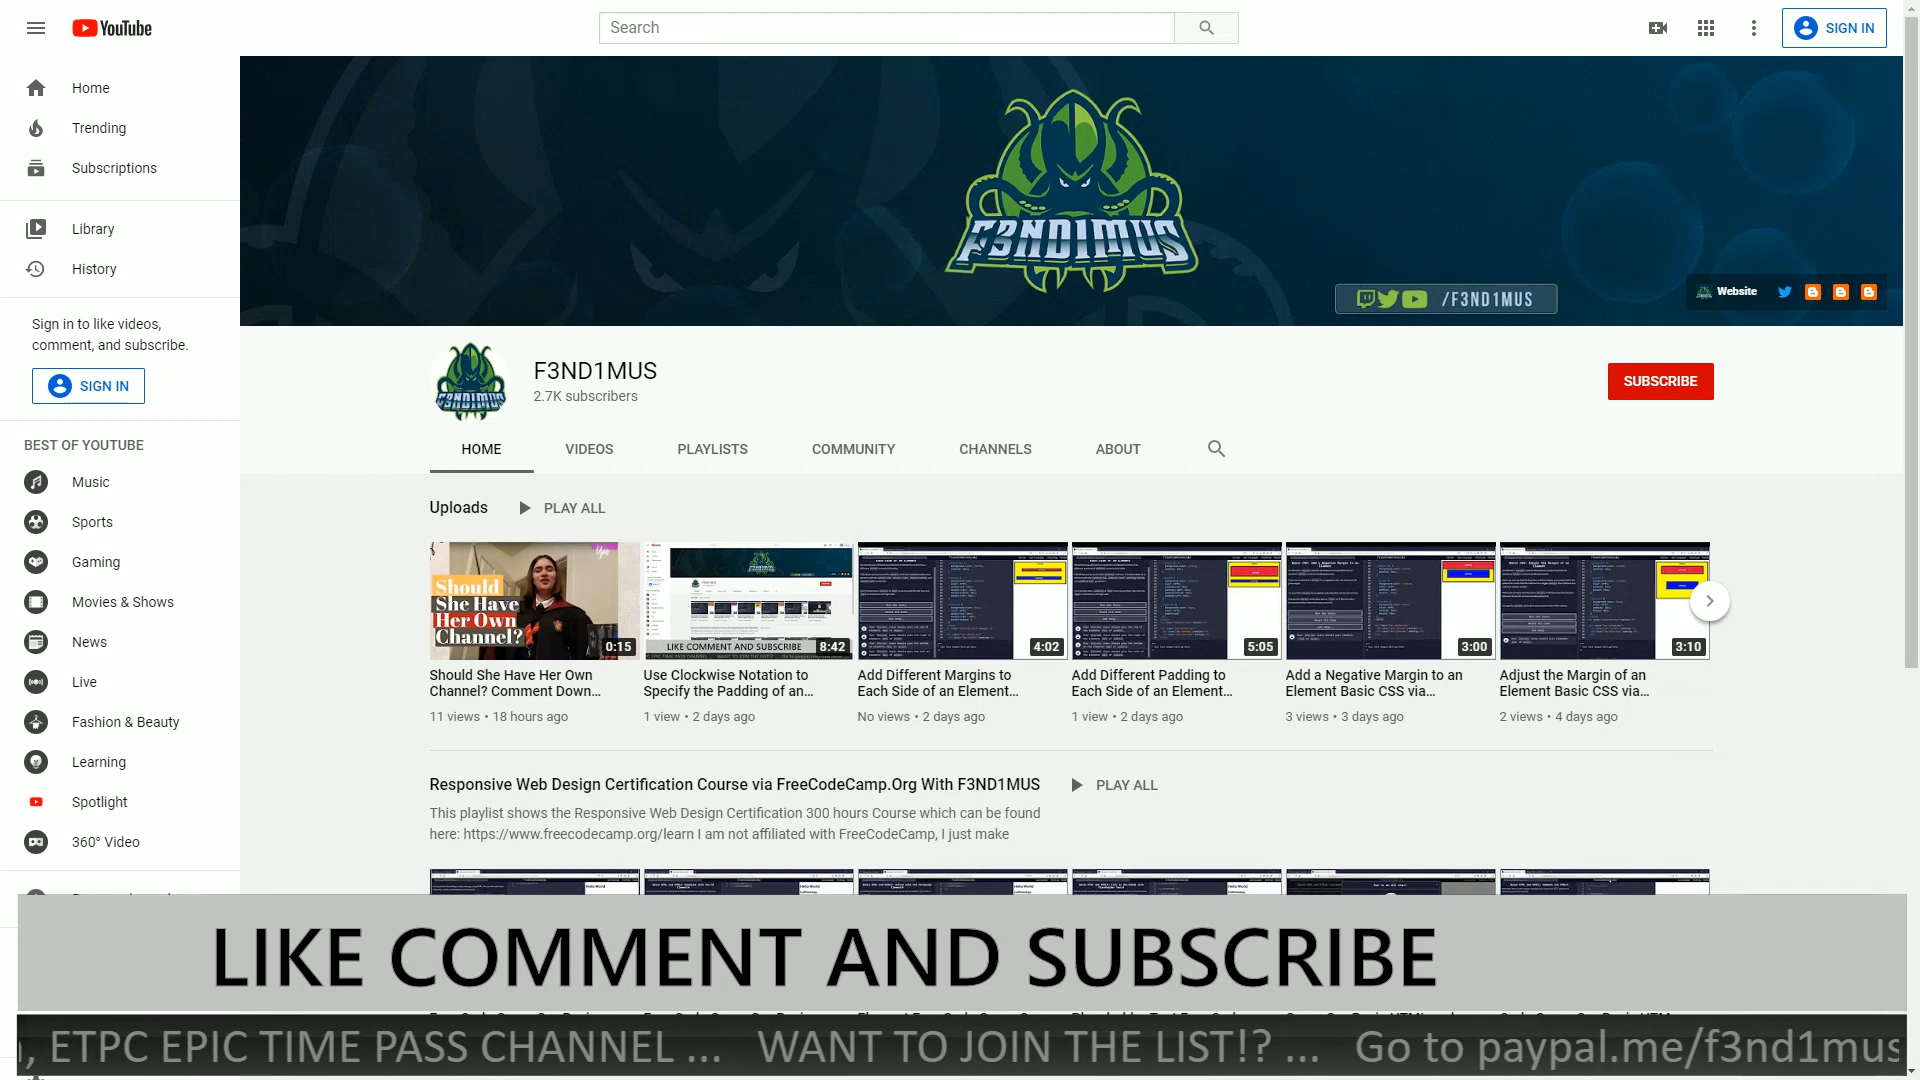 YouTube
Search
SIGN IN
Home
Trending
Subscriptions
Library
History
Sign in to like videos,
comment, and subscribe.
SIGN IN
BEST OF YOUTUBE
Music
Sports
Gaming
Movies & Shows
News
Live
Fashion & Beauty
Learning
Spotlight
360° Video
F3ND1MUS
/F3ND1MUS
Website
F3ND1MUS
2.7K subscribers
SUBSCRIBE
HOME VIDEOS PLAYLISTS COMMUNITY CHANNELS ABOUT
Uploads PLAY ALL
Should
She Have
Her Own
Channel?
0:15
LIKE COMMENT AND SUBSCRIBE
8:42
4:02
5:05
3:00
3:10
Should She Have Her Own
Channel? Comment Down...
11 views • 18 hours ago
Use Clockwise Notation to
Specify the Padding of an...
1 view • 2 days ago
Add Different Margins to
Each Side of an Element...
No views • 2 days ago
Add Different Padding to
Each Side of an Element...
1 view • 2 days ago
Add a Negative Margin to an
Element Basic CSS via...
3 views • 3 days ago
Adjust the Margin of an
Element Basic CSS via...
2 views • 4 days ago
Responsive Web Design Certification Course via FreeCodeCamp.Org With F3ND1MUS PLAY ALL
This playlist shows the Responsive Web Design Certification 300 hours Course which can be found
here: https://www.freecodecamp.org/learn I am not affiliated with FreeCodeCamp, I just make
LIKE COMMENT AND SUBSCRIBE
, ETPC EPIC TIME PASS CHANNEL ... WANT TO JOIN THE LIST!? ... Go to paypal.me/f3nd1mus